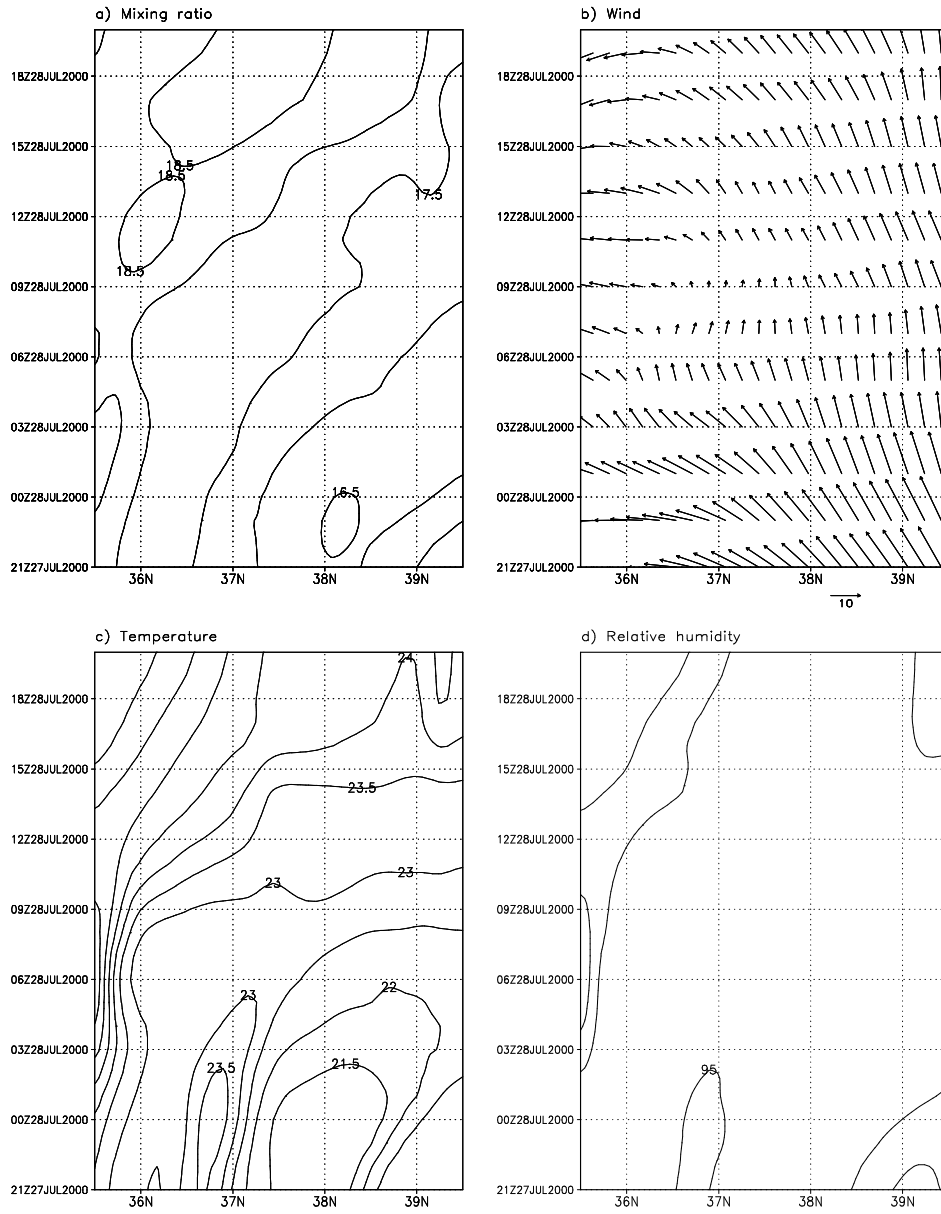 a) Mixing ratio
18Z28JUL2000
15Z28JUL2000
12Z28JUL2000
09Z28JUL2000
06Z28JUL2000
03Z28JUL2000
00Z28JUL2000
21Z27JUL2000
36N 37N 38N 39N
18.5
18.5
18.5
17.5
16.5
b) Wind
18Z28JUL2000
15Z28JUL2000
12Z28JUL2000
09Z28JUL2000
06Z28JUL2000
03Z28JUL2000
00Z28JUL2000
21Z27JUL2000
36N 37N 38N 39N
10
c) Temperature
18Z28JUL2000
15Z28JUL2000
12Z28JUL2000
09Z28JUL2000
06Z28JUL2000
03Z28JUL2000
00Z28JUL2000
21Z27JUL2000
36N 37N 38N 39N
24
23.5
23
23
23
22
23.5
21.5
d) Relative humidity
18Z28JUL2000
15Z28JUL2000
12Z28JUL2000
09Z28JUL2000
06Z28JUL2000
03Z28JUL2000
00Z28JUL2000
21Z27JUL2000
36N 37N 38N 39N
95